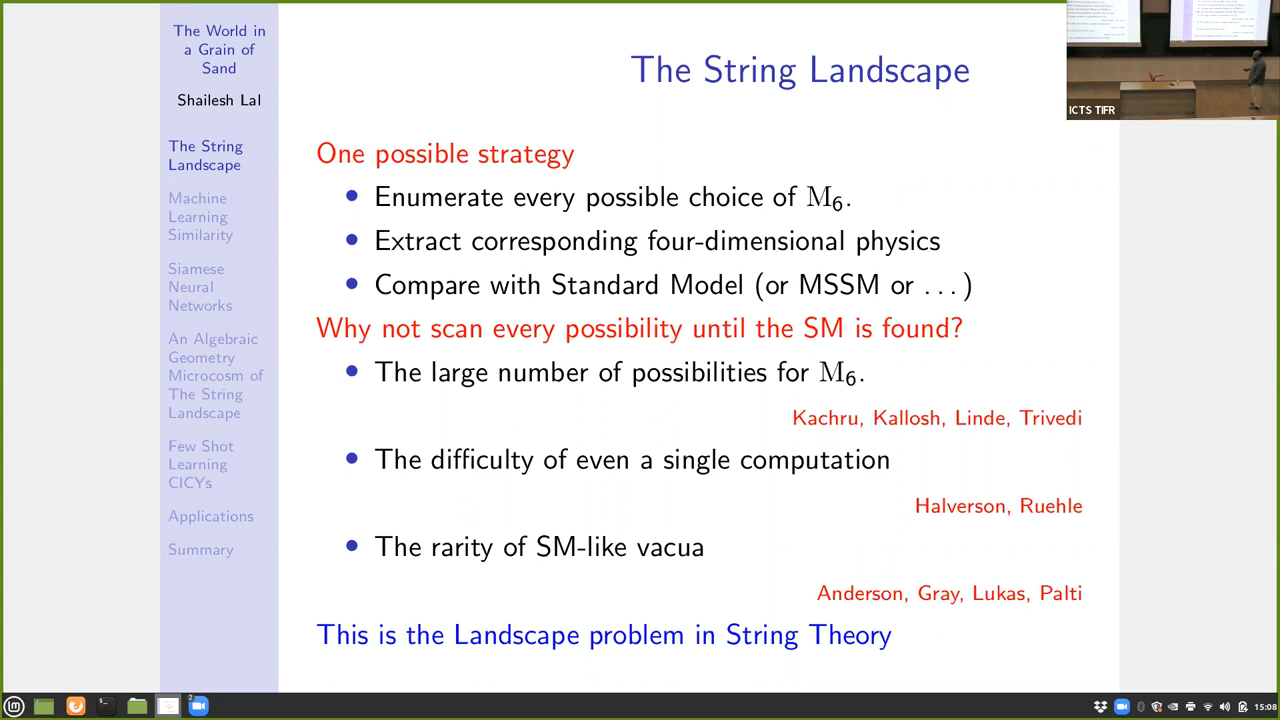 The World in
a Grain of
Sand
Shailesh Lal
The String
Landscape
Machine
Learning
Similarity
Siamese
Neural
Networks
An Algebraic
Geometry
Microcosm of
The String
Landscape
Few Shot
Learning
CICYs
Applications
Summary
The String Landscape
One possible strategy
• Enumerate every possible choice of M₆.
• Extract corresponding four-dimensional physics
• Compare with Standard Model (or MSSM or ...)
Why not scan every possibility until the SM is found?
• The large number of possibilities for M₆.
Kachru, Kallosh, Linde, Trivedi
• The difficulty of even a single computation
Halverson, Ruehle
• The rarity of SM-like vacua
Anderson, Gray, Lukas, Palti
This is the Landscape problem in String Theory
ICTS TIFR
2
15:08